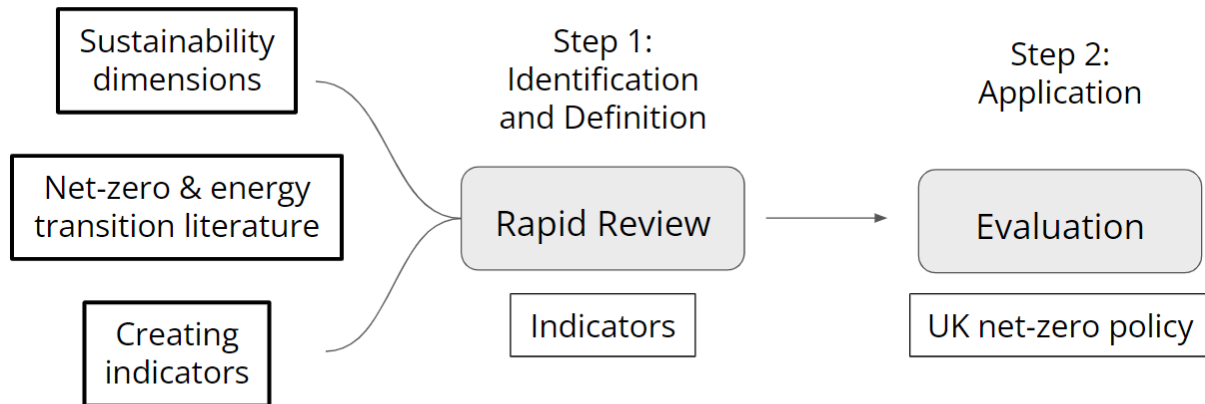 Sustainability
dimensions
Net-zero & energy
transition literature
Creating
indicators
Step 1:
Identification
and Definition
Rapid Review
Indicators
Step 2:
Application
Evaluation
UK net-zero policy